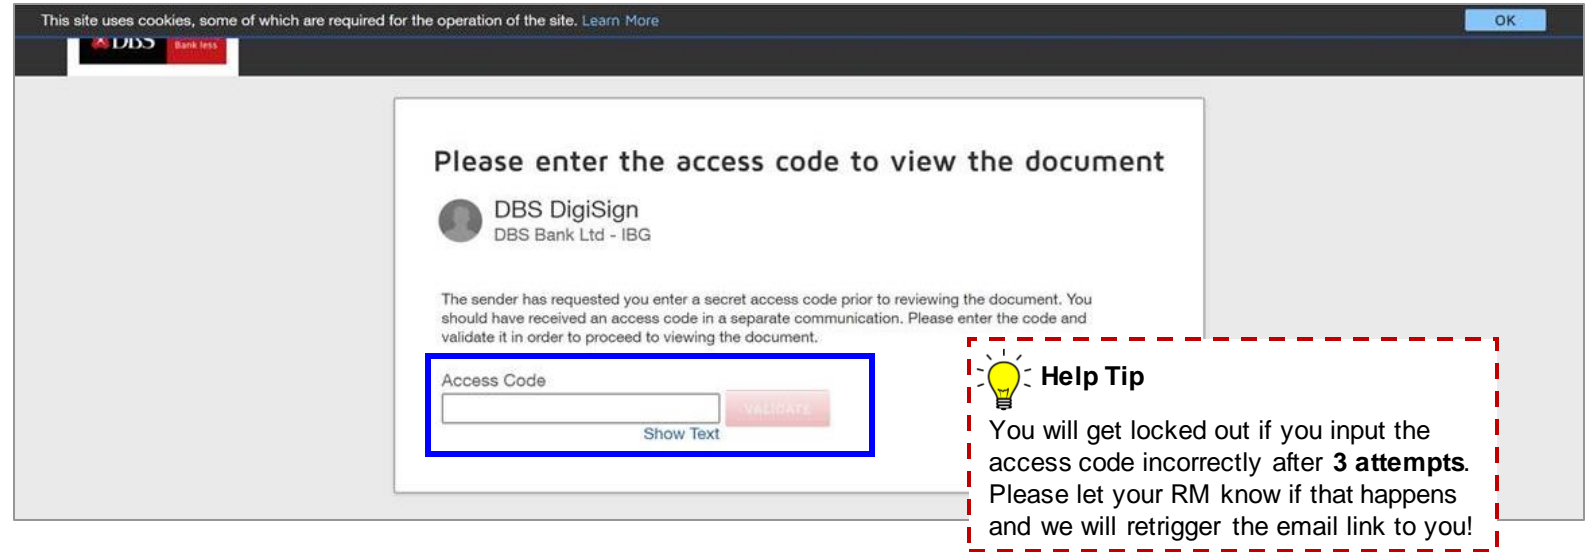 This site uses cookies, some of which are required for the operation of the site. Learn More
OK
DBS
Bank less
Please enter the access code to view the document
DBS DigiSign
DBS Bank Ltd - IBG
The sender has requested you enter a secret access code prior to reviewing the document. You
should have received an access code in a separate communication. Please enter the code and
validate it in order to proceed to viewing the document.
Access Code
VALIDATE
Show Text
Help Tip
You will get locked out if you input the
access code incorrectly after 3 attempts.
Please let your RM know if that happens
and we will retrigger the email link to you!